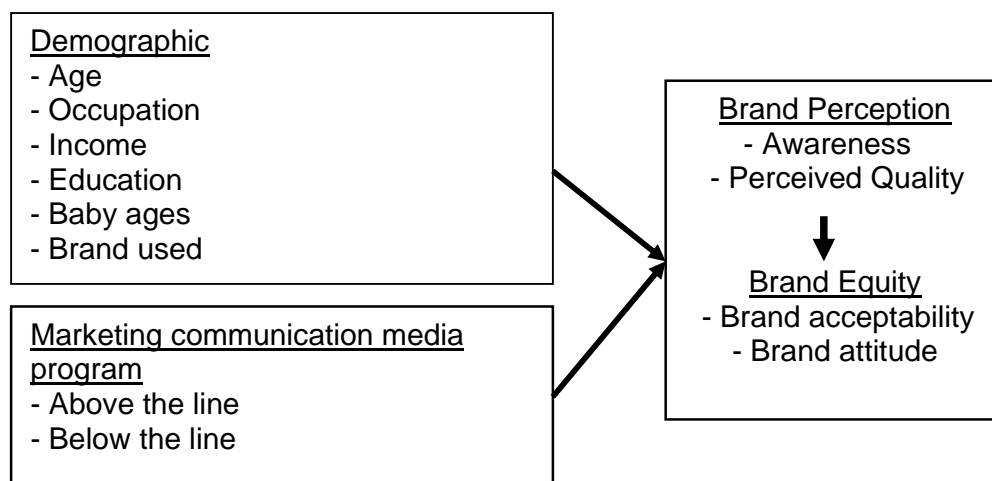 Demographic
- Age
- Occupation
- Income
- Education
- Baby ages
- Brand used
Marketing communication media
program
- Above the line
- Below the line
Brand Perception
- Awareness
- Perceived Quality
Brand Equity
- Brand acceptability
- Brand attitude